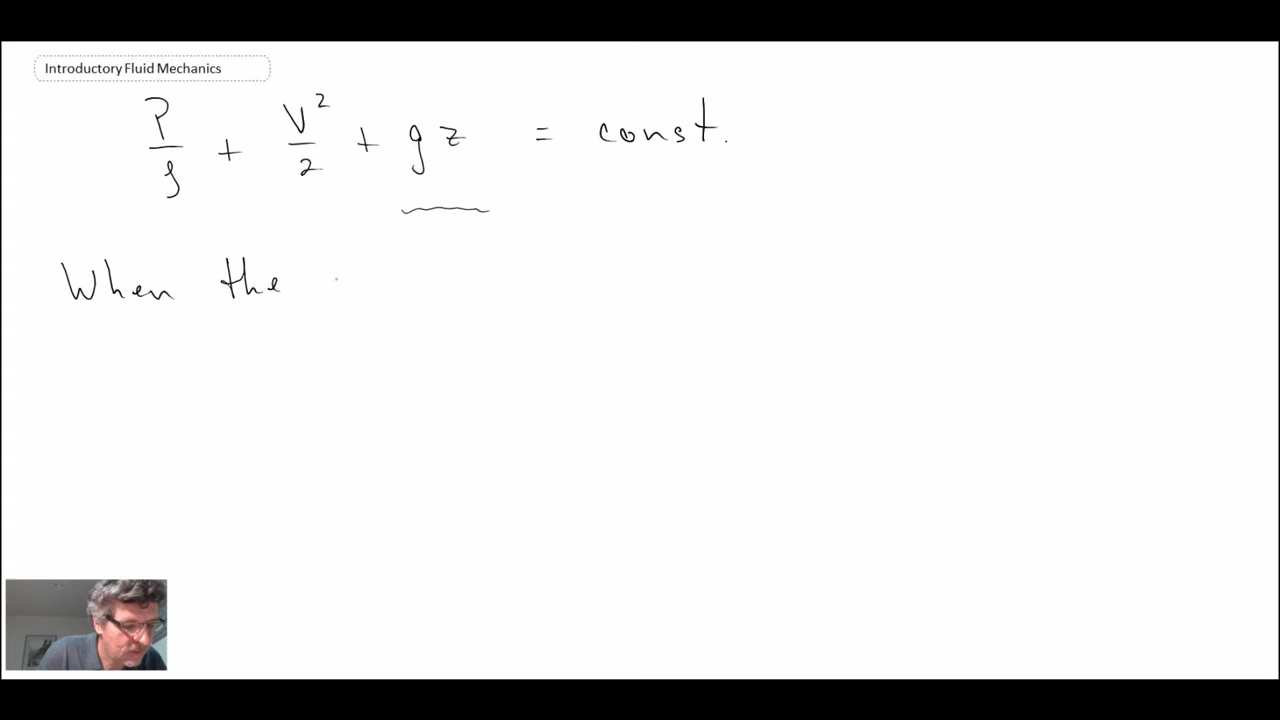 Introductory Fluid Mechanics
P/ρ + V²/2 + gz = const.
When the